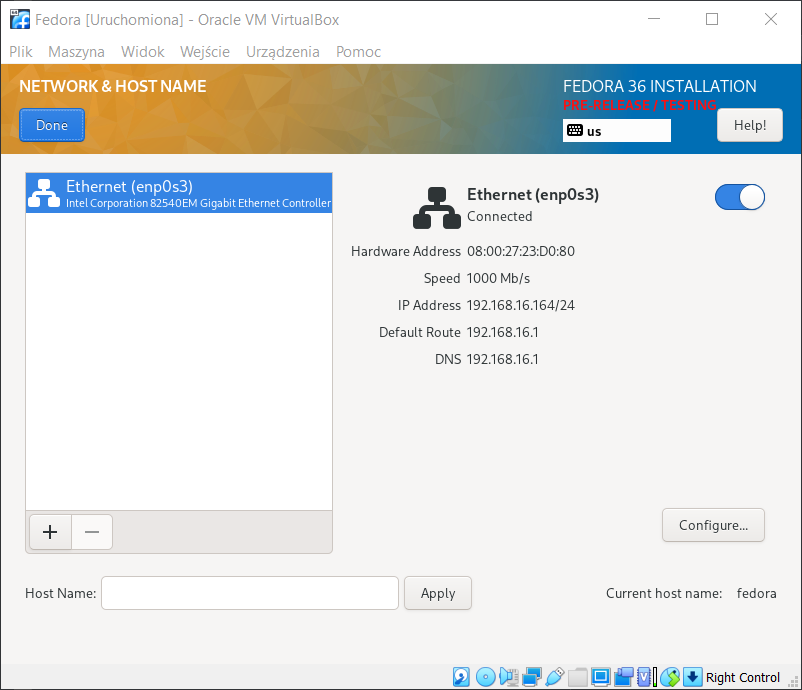 Fedora [Uruchomiona] - Oracle VM VirtualBox
Plik Maszyna Widok Wejście Urządzenia Pomoc
NETWORK & HOST NAME
FEDORA 36 INSTALLATION
PRE-RELEASE / TESTING
Done
us
Help!
Ethernet (enp0s3)
Intel Corporation 82540EM Gigabit Ethernet Controller
Ethernet (enp0s3)
Connected
Hardware Address 08:00:27:23:D0:80
Speed 1000 Mb/s
IP Address 192.168.16.164/24
Default Route 192.168.16.1
DNS 192.168.16.1
+ −
Configure...
Host Name:
Apply
Current host name: fedora
Right Control